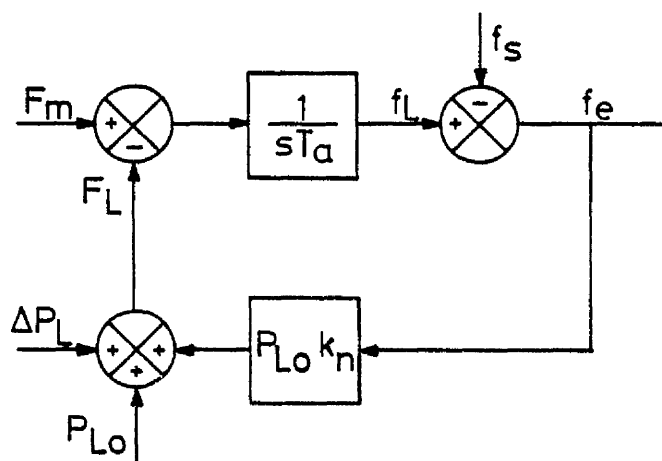 f_s
F_m
+
-
1
sT_a
f_L
+
-
f_e
F_L
ΔP_L
+
+
+
P_Lo k_n
P_Lo